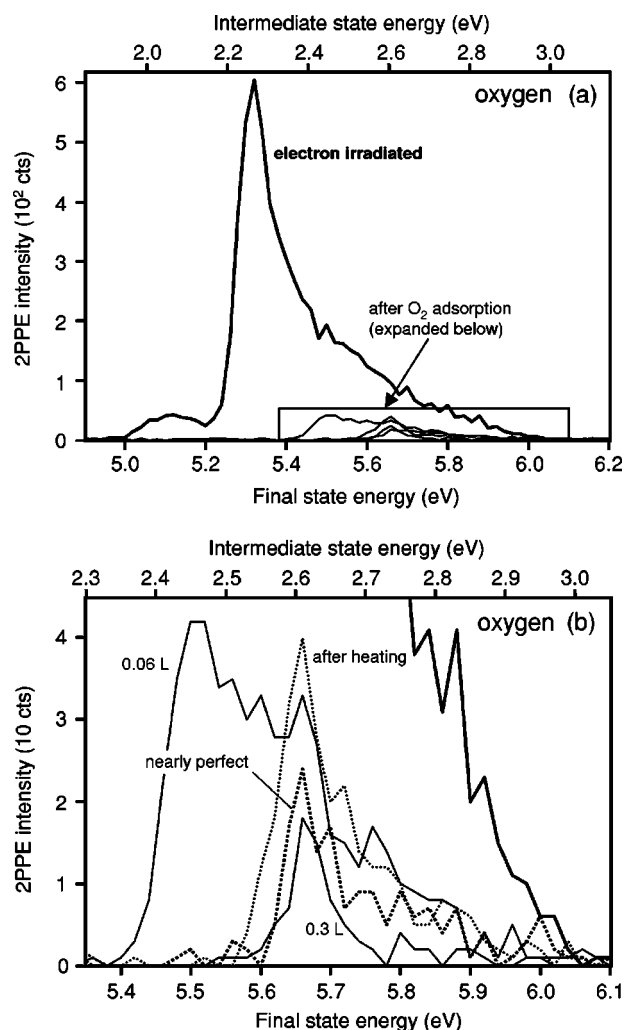 Intermediate state energy (eV)
2.0 2.2 2.4 2.6 2.8 3.0
oxygen (a)
electron irradiated
after O₂ adsorption
(expanded below)
2PPE intensity (10² cts)
6
5
4
3
2
1
0
5.0 5.2 5.4 5.6 5.8 6.0 6.2
Final state energy (eV)
Intermediate state energy (eV)
2.3 2.4 2.5 2.6 2.7 2.8 2.9 3.0
oxygen (b)
0.06 L
after heating
nearly perfect
0.3 L
2PPE intensity (10 cts)
4
3
2
1
0
5.4 5.5 5.6 5.7 5.8 5.9 6.0 6.1
Final state energy (eV)